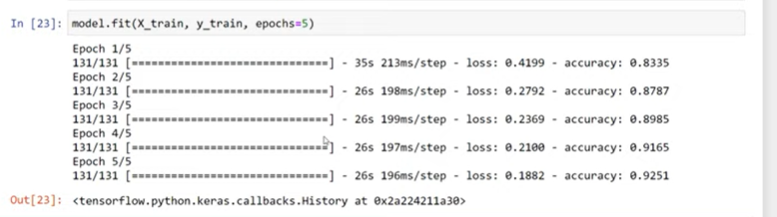 In [23]: model.fit(X_train, y_train, epochs=5)
Epoch 1/5
131/131 [==============================] - 35s 213ms/step - loss: 0.4199 - accuracy: 0.8335
Epoch 2/5
131/131 [==============================] - 26s 198ms/step - loss: 0.2792 - accuracy: 0.8787
Epoch 3/5
131/131 [==============================] - 26s 199ms/step - loss: 0.2369 - accuracy: 0.8985
Epoch 4/5
131/131 [==============================] - 26s 197ms/step - loss: 0.2100 - accuracy: 0.9165
Epoch 5/5
131/131 [==============================] - 26s 196ms/step - loss: 0.1882 - accuracy: 0.9251
Out[23]: <tensorflow.python.keras.callbacks.History at 0x2a224211a30>